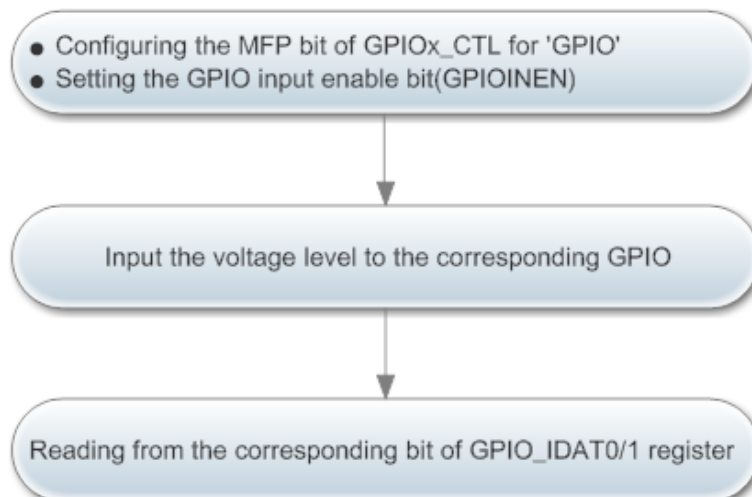 ● Configuring the MFP bit of GPIOx_CTL for 'GPIO'
● Setting the GPIO input enable bit(GPIOINEN)
Input the voltage level to the corresponding GPIO
Reading from the corresponding bit of GPIO_IDAT0/1 register